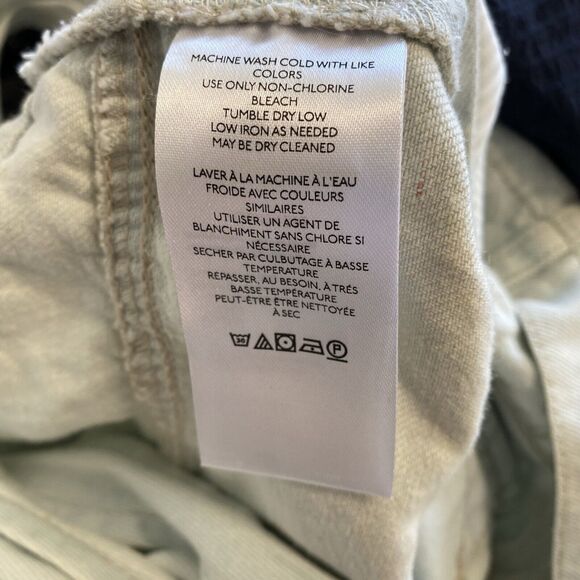 MACHINE WASH COLD WITH LIKE
COLORS
USE ONLY NON-CHLORINE
BLEACH
TUMBLE DRY LOW
LOW IRON AS NEEDED
MAY BE DRY CLEANED
LAVER À LA MACHINE À L'EAU
FROIDE AVEC COULEURS
SIMILAIRES
UTILISER UN AGENT DE
BLANCHIMENT SANS CHLORE SI
NÉCESSAIRE
SECHER PAR CULBUTAGE À BASSE
TEMPERATURE
REPASSER, AU BESOIN, À TRÉS
BASSE TEMPÉRATURE
PEUT-ÊTRE ÊTRE NETTOYÉE
À SEC
30 P